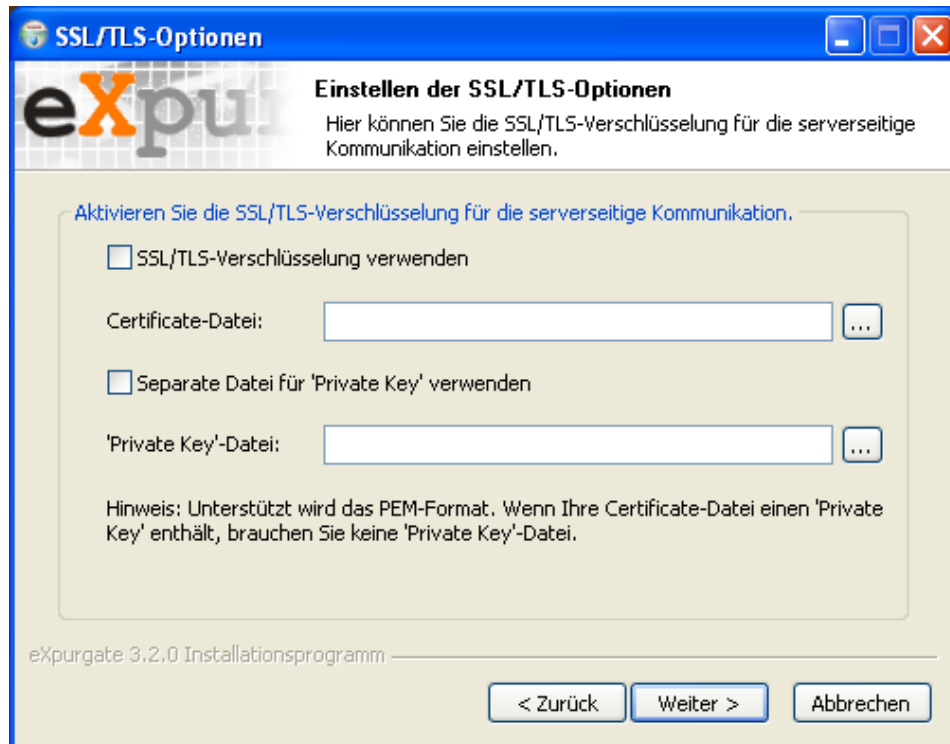 SSL/TLS-Optionen
eXpur
Einstellen der SSL/TLS-Optionen
Hier können Sie die SSL/TLS-Verschlüsselung für die serverseitige
Kommunikation einstellen.
Aktivieren Sie die SSL/TLS-Verschlüsselung für die serverseitige Kommunikation.
SSL/TLS-Verschlüsselung verwenden
Certificate-Datei:
...
Separate Datei für 'Private Key' verwenden
'Private Key'-Datei:
...
Hinweis: Unterstützt wird das PEM-Format. Wenn Ihre Certificate-Datei einen 'Private
Key' enthält, brauchen Sie keine 'Private Key'-Datei.
eXpurgate 3.2.0 Installationsprogramm
< Zurück
Weiter >
Abbrechen